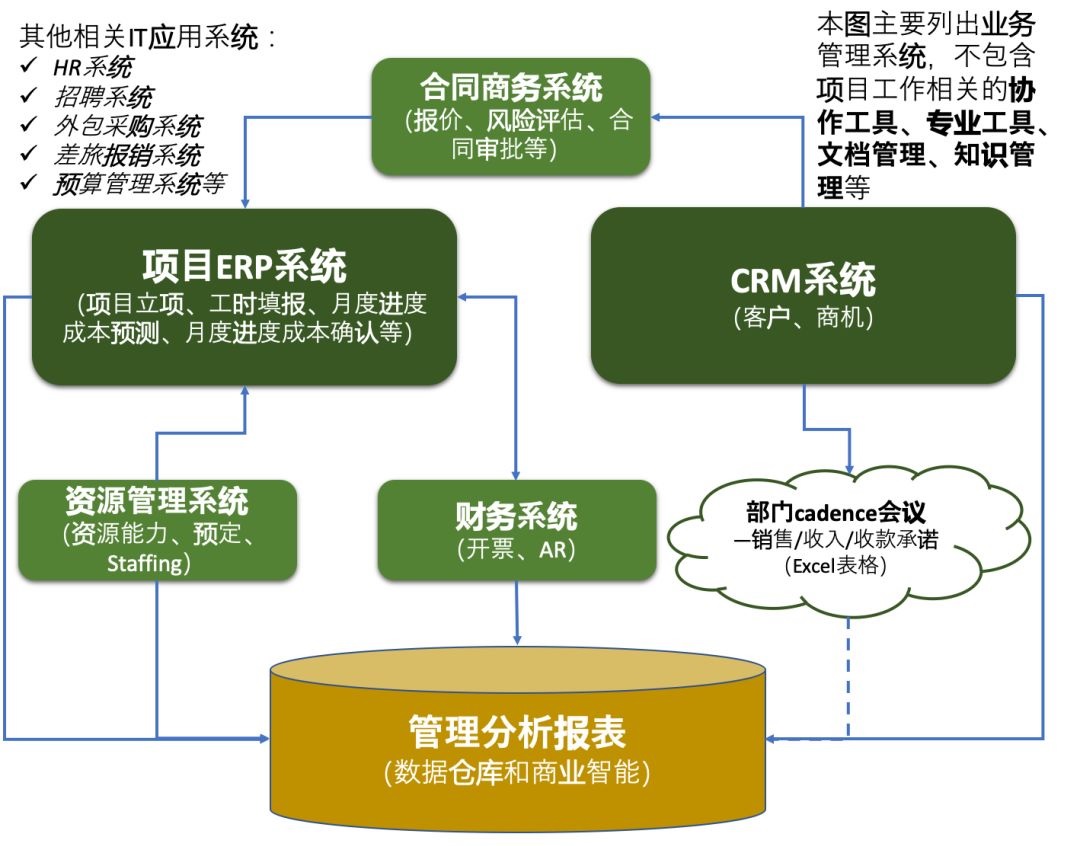 其他相关IT应用系统：
✓ HR系统
✓ 招聘系统
✓ 外包采购系统
✓ 差旅报销系统
✓ 预算管理系统等
合同商务系统
（报价、风险评估、合
同审批等）
本图主要列出业务
管理系统，不包含
项目工作相关的协
作工具、专业工具、
文档管理、知识管
理等
项目ERP系统
（项目立项、工时填报、月度进度
成本预测、月度进度成本确认等）
CRM系统
（客户、商机）
资源管理系统
（资源能力、预定、
Staffing）
财务系统
（开票、AR）
部门cadence会议
—销售/收入/收款承诺
（Excel表格）
管理分析报表
（数据仓库和商业智能）